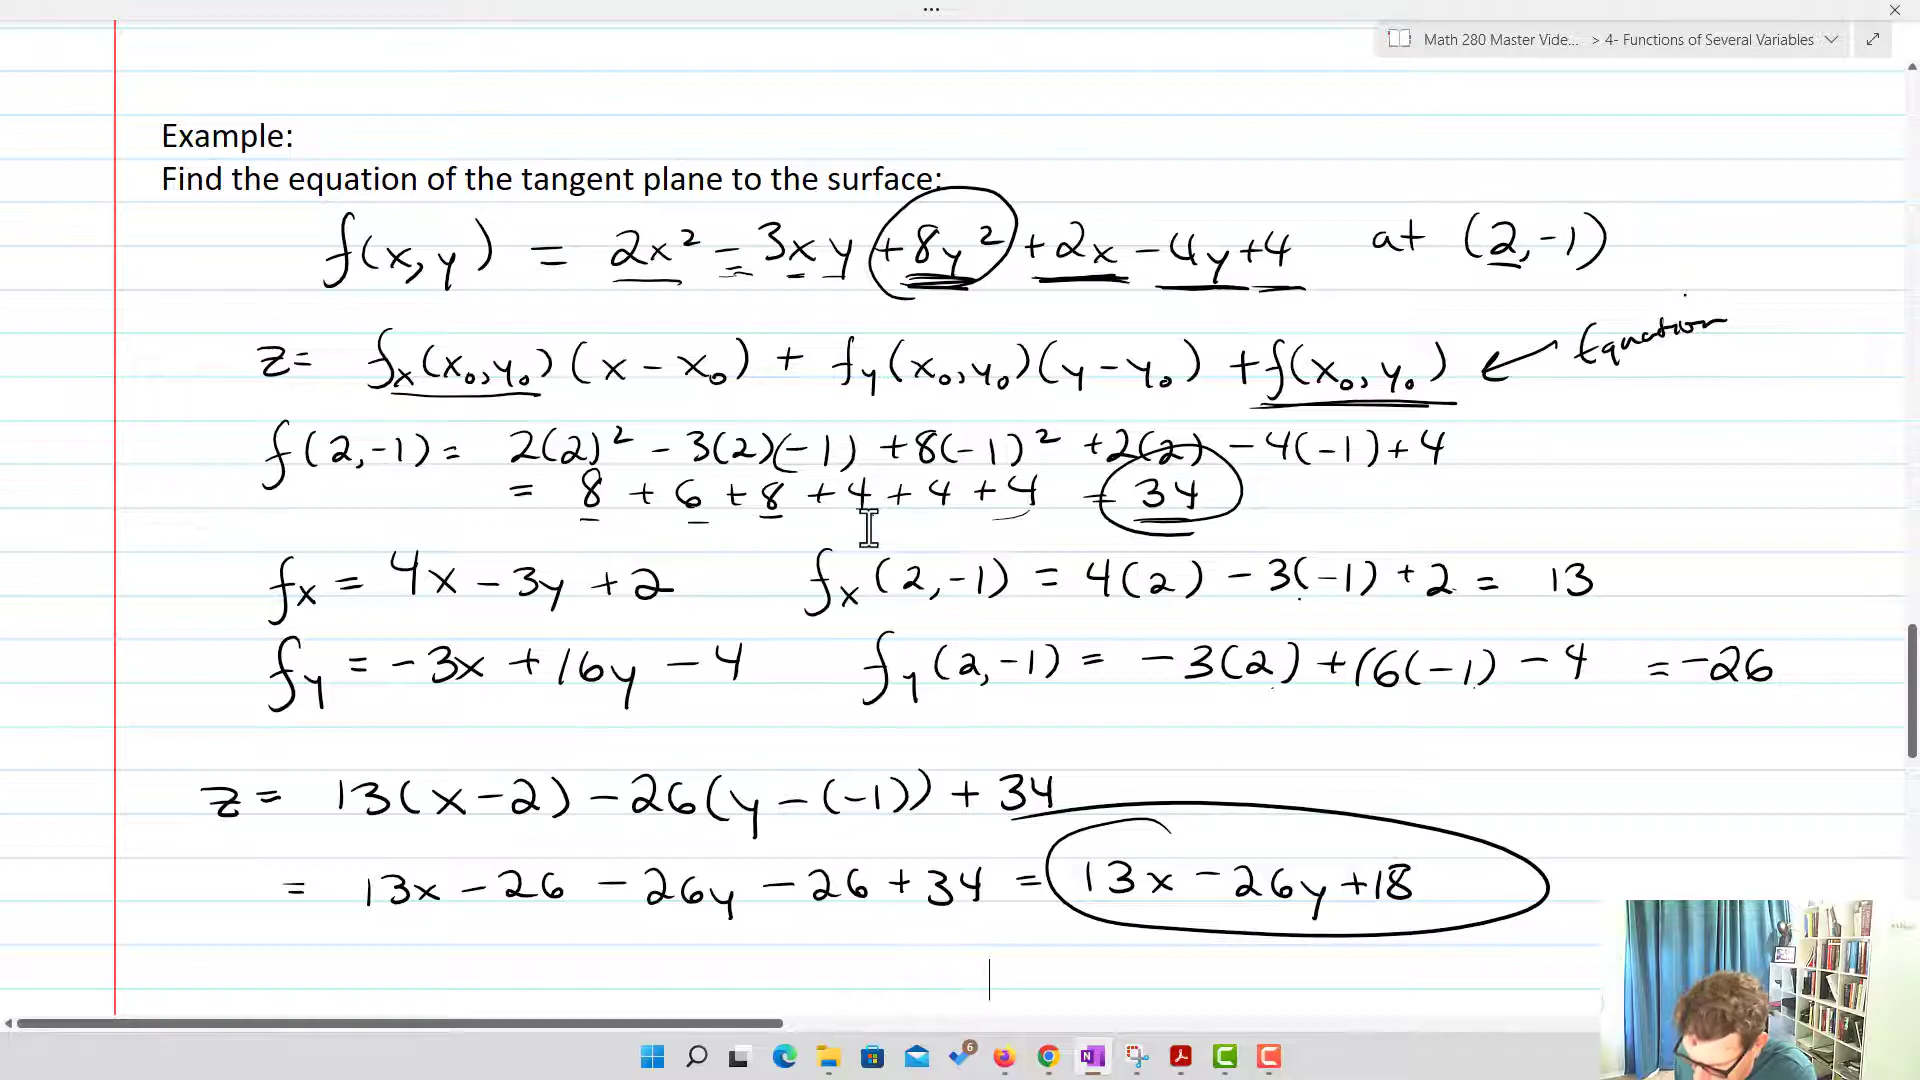 Math 280 Master Vide... > 4- Functions of Several Variables
Example:
Find the equation of the tangent plane to the surface:
f(x,y) = 2x² - 3xy + 8y² + 2x - 4y + 4 at (2,-1)
z = fₓ(x₀,y₀)(x - x₀) + f_y(x₀,y₀)(y - y₀) + f(x₀,y₀) ← Equation
f(2,-1) = 2(2)² - 3(2)(-1) + 8(-1)² + 2(2) - 4(-1) + 4
= 8 + 6 + 8 + 4 + 4 + 4 = 34
fₓ = 4x - 3y + 2 fₓ(2,-1) = 4(2) - 3(-1) + 2 = 13
f_y = -3x + 16y - 4 f_y(2,-1) = -3(2) + 16(-1) - 4 = -26
z = 13(x - 2) - 26(y - (-1)) + 34
= 13x - 26 - 26y - 26 + 34 = 13x - 26y + 18
6